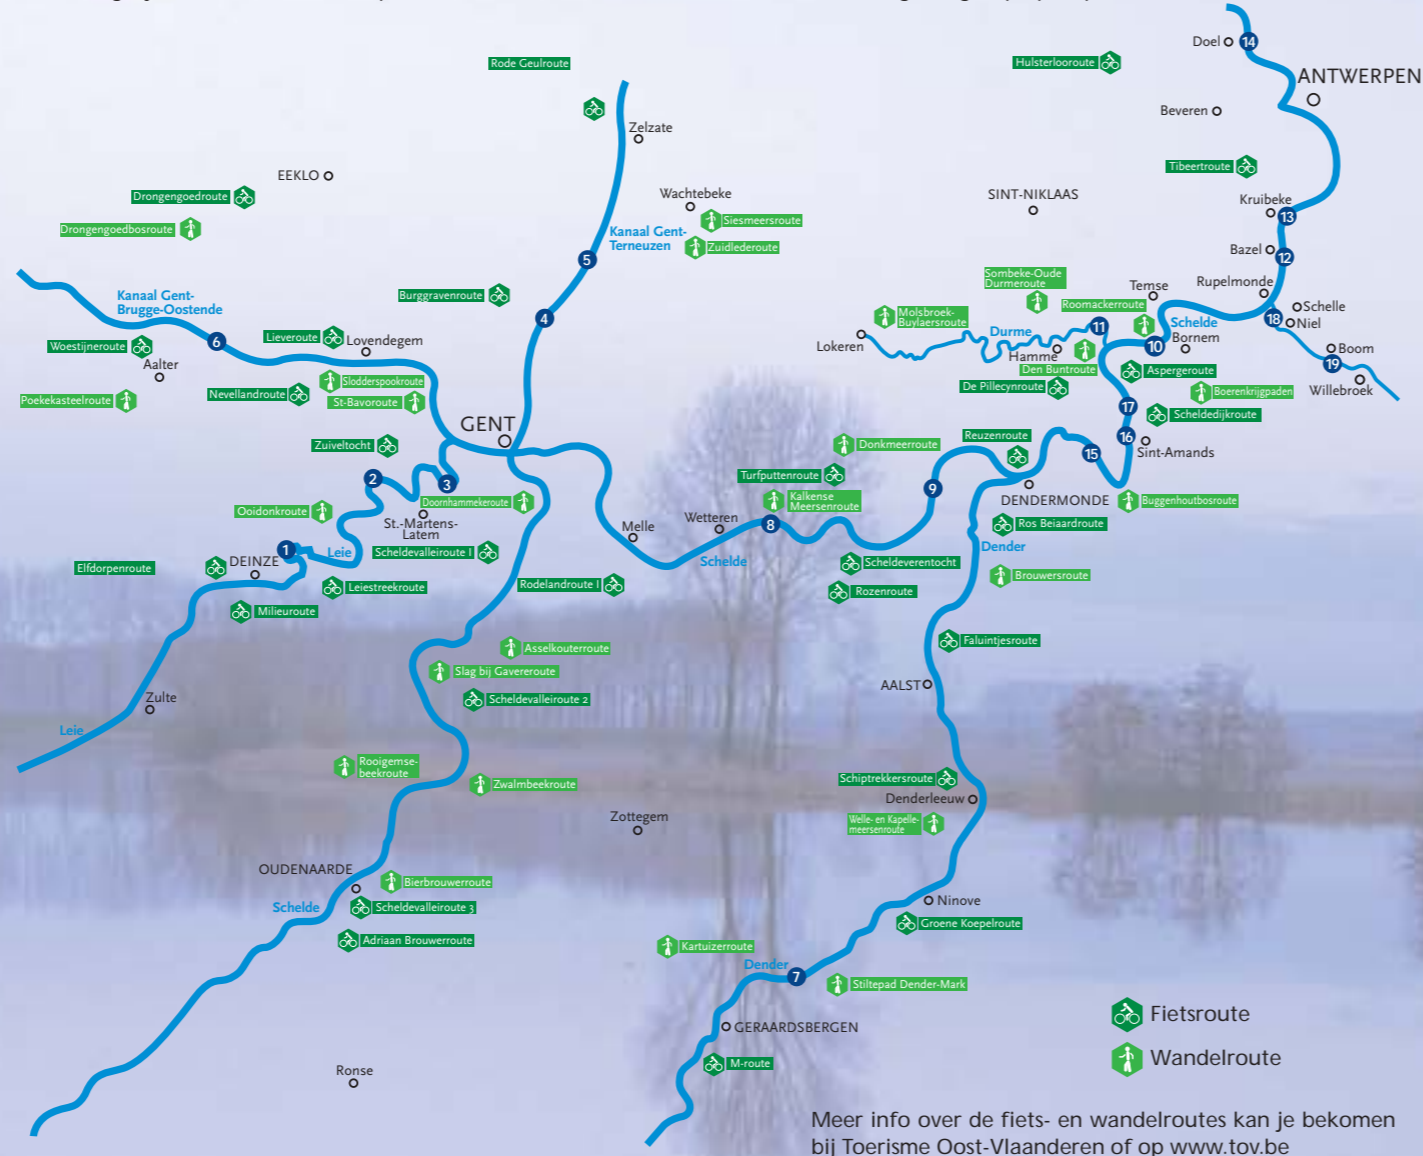 Doel
14
Hulsterlooroute
Rode Geulroute
ANTWERPEN
Beveren
Zelzate
Tibeertroute
EEKLO
Drongengoedroute
Wachtebeke
SINT-NIKLAAS
Kruibeke
13
Siesmeersroute
Drongengoedbosroute
Kanaal Gent-
Terneuzen
Zuidlederoute
Bazel
12
5
Sombeke-Oude
Durmeroute
Temse
Rupelmonde
Kanaal Gent-
Brugge-Oostende
Burggravenroute
Roomackerroute
Schelle
Molsbroek-
Buylaersroute
4
Durme
11
Schelde
18
Niel
Lieveroute
Lovendegem
6
Woestijneroute
Lokeren
Hamme
10
Bornem
Boom
Aalter
Den Buntroute
Aspergeroute
19
Slodderspookroute
De Pillecynroute
Willebroek
Nevellandroute
St-Bavoroute
Boerenkrijgpaden
Poekekasteelroute
17
Scheldedijkroute
GENT
Reuzenroute
16
Zuiveltocht
Donkmeerroute
15
Sint-Amands
2
3
Turfputtenroute
9
Doornhammekeroute
Kalkense
Meersenroute
DENDERMONDE
Buggenhoutbosroute
Ooidonkroute
St.-Martens-
Latem
Melle
Wetteren
8
Ros Beiaardroute
1
Leie
Scheldevalleiroute 1
Schelde
Dender
DEINZE
Elfdorpenroute
Scheldeverentocht
Brouwersroute
Leiestreekroute
Rodelandroute 1
Rozenroute
Milieuroute
Faluintjesroute
Asselkouterroute
Slag bij Gavereroute
AALST
Zulte
Scheldevalleiroute 2
Leie
Rooigemse-
beekroute
Zwalmbeekroute
Schiptrekkersroute
Denderleeuw
Zottegem
Welle- en Kapelle-
meersenroute
OUDENAARDE
Bierbrouwerroute
Schelde
Scheldevalleiroute 3
Ninove
Groene Koepelroute
Adriaan Brouwerroute
Kartuizerroute
Dender
7
Stiltepad Dender-Mark
Fietsroute
GERAARDSBERGEN
Wandelroute
M-route
Ronse
Meer info over de fiets- en wandelroutes kan je bekomen
bij Toerisme Oost-Vlaanderen of op www.tov.be